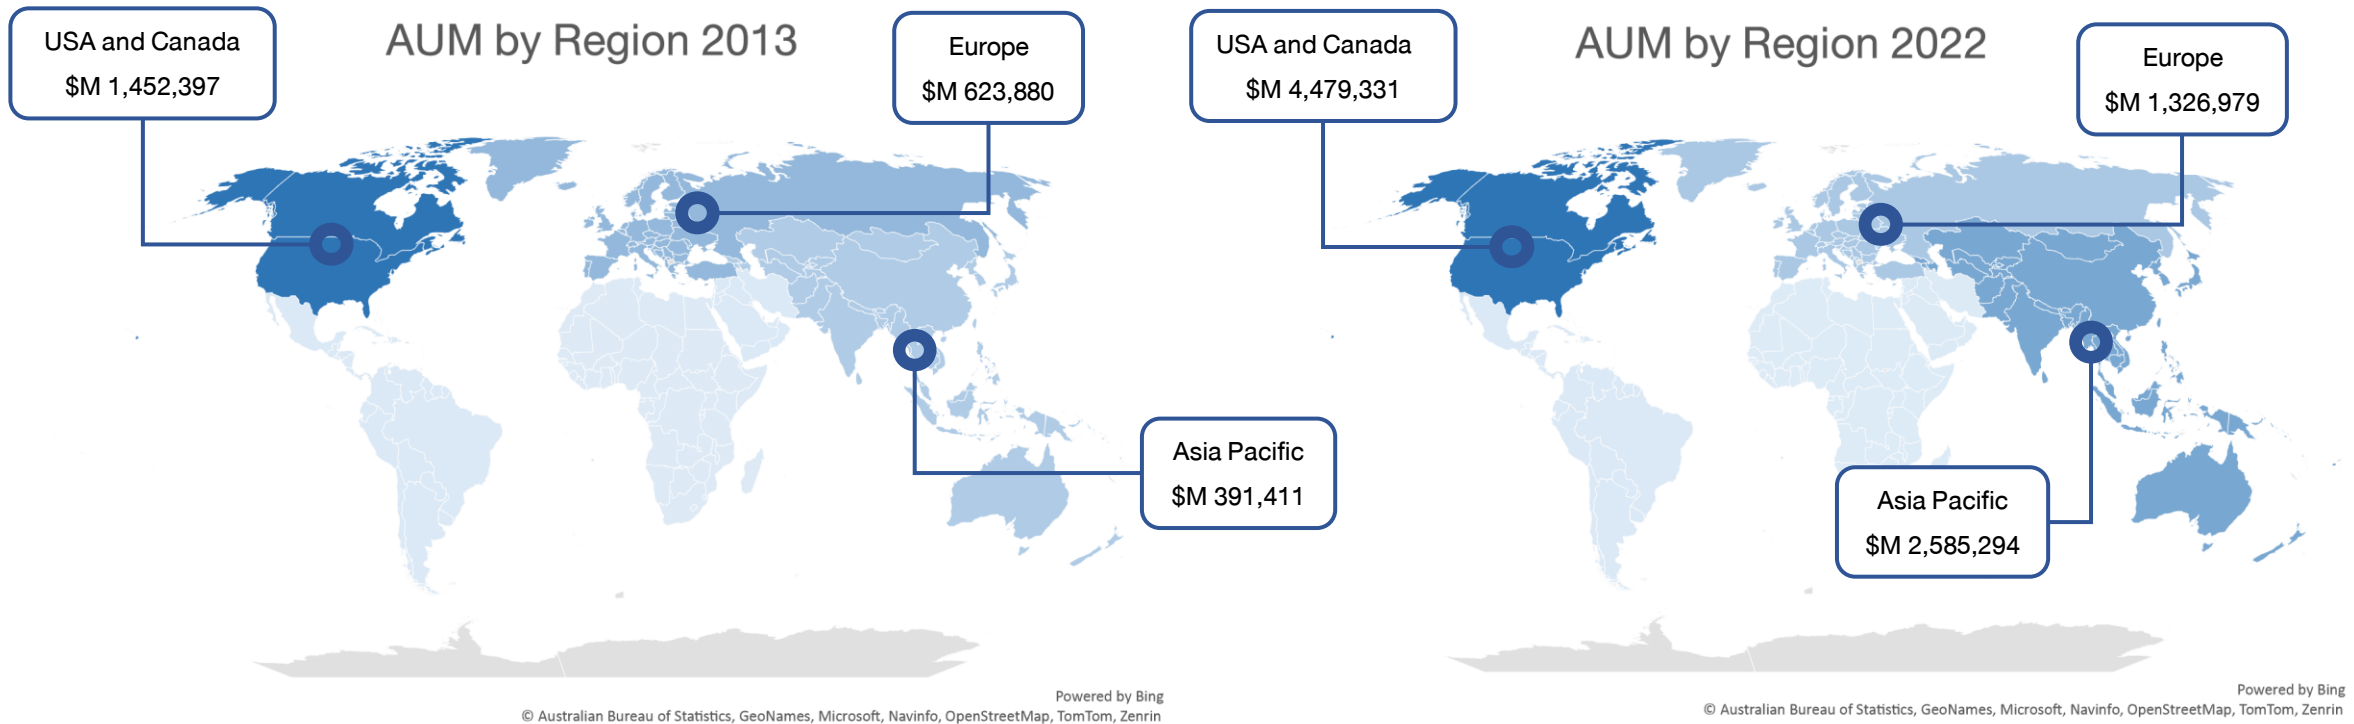 AUM by Region 2013
USA and Canada
$M 1,452,397
Europe
$M 623,880
Asia Pacific
$M 391,411
Powered by Bing
© Australian Bureau of Statistics, GeoNames, Microsoft, Navinfo, OpenStreetMap, TomTom, Zenrin
AUM by Region 2022
USA and Canada
$M 4,479,331
Europe
$M 1,326,979
Asia Pacific
$M 2,585,294
Powered by Bing
© Australian Bureau of Statistics, GeoNames, Microsoft, Navinfo, OpenStreetMap, TomTom, Zenrin